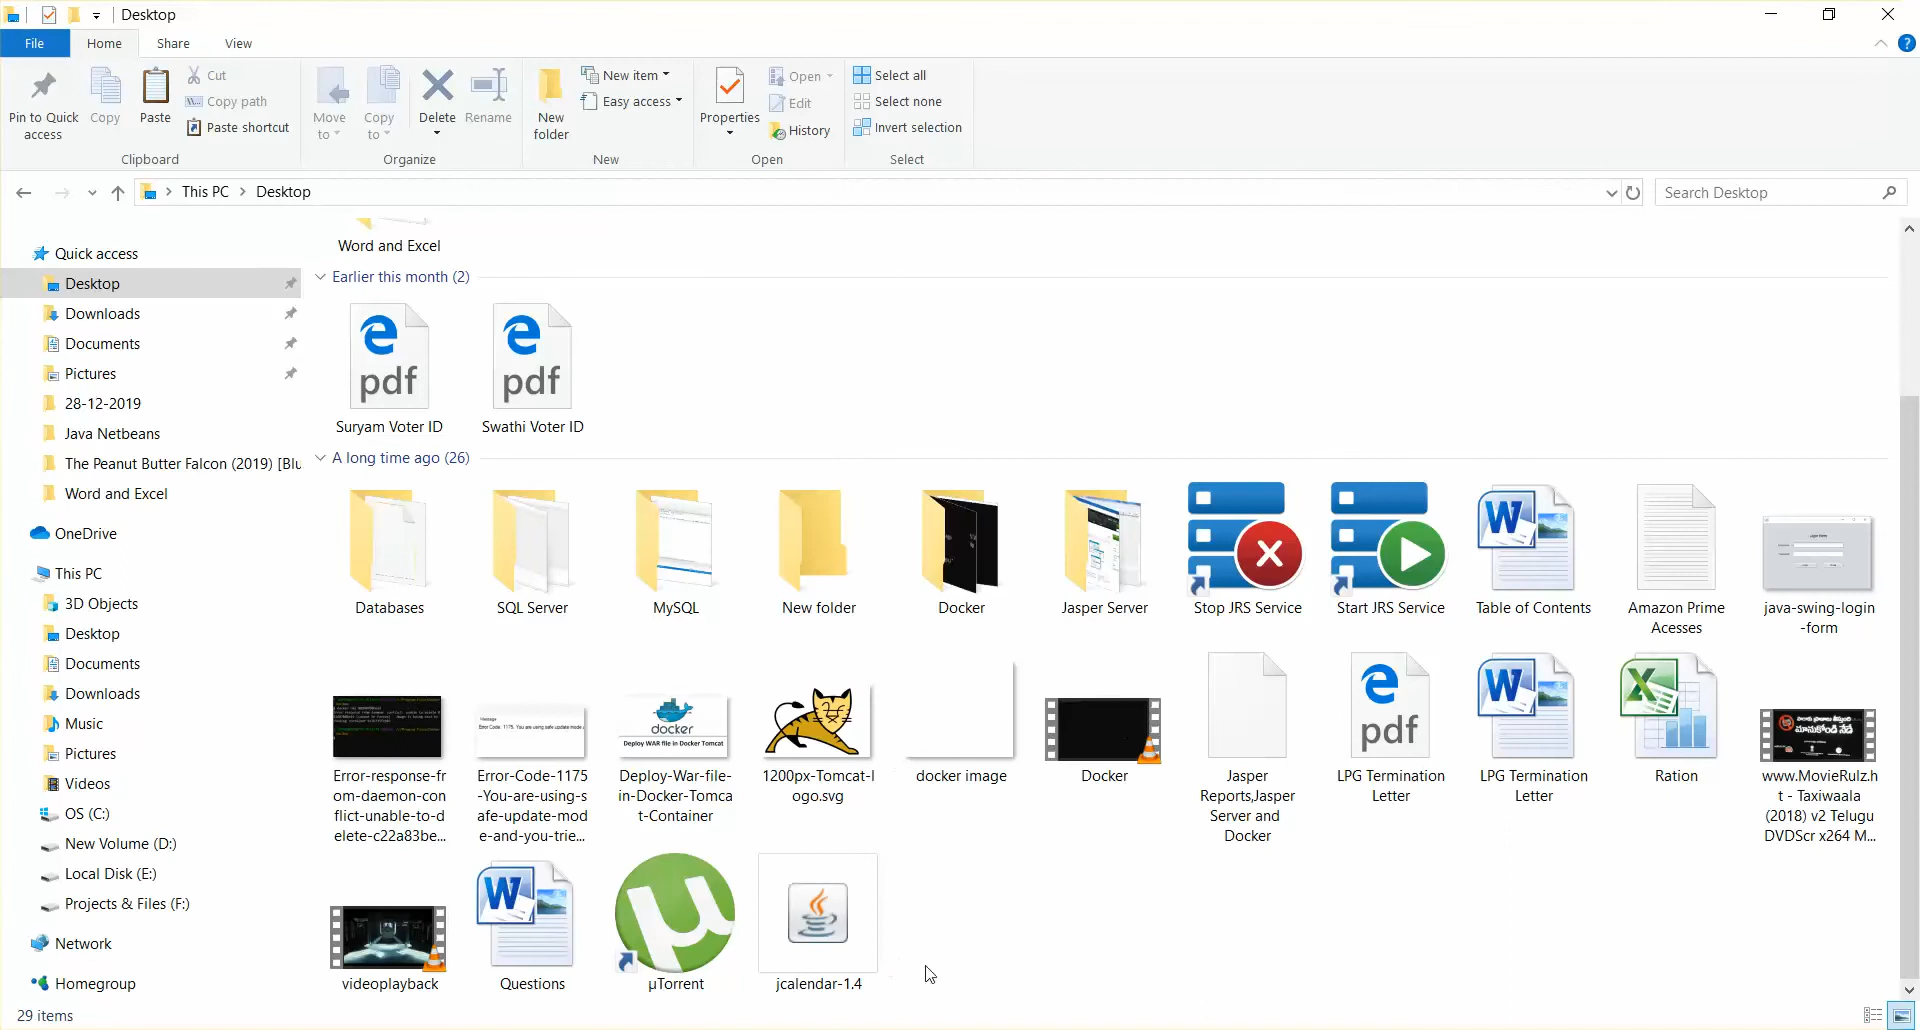 Desktop
File Home Share View
Pin to Quick access
Copy
Paste
Cut
Copy path
Paste shortcut
Clipboard
Move to
Copy to
Delete
Rename
Organize
New folder
New item
Easy access
New
Properties
Open
Edit
History
Open
Select all
Select none
Invert selection
Select
This PC Desktop
Search Desktop
Quick access
Desktop
Downloads
Documents
Pictures
28-12-2019
Java Netbeans
The Peanut Butter Falcon (2019) [Blu
Word and Excel
OneDrive
This PC
3D Objects
Desktop
Documents
Downloads
Music
Pictures
Videos
OS (C:)
New Volume (D:)
Local Disk (E:)
Projects & Files (F:)
Network
Homegroup
Word and Excel
Earlier this month (2)
pdf
pdf
Suryam Voter ID
Swathi Voter ID
A long time ago (26)
Databases
SQL Server
MySQL
New folder
Docker
Jasper Server
Stop JRS Service
Start JRS Service
Table of Contents
Amazon Prime
Acesses
java-swing-login
-form
Error-response-fr
om-daemon-con
flict-unable-to-d
elete-c22a83be...
Error-Code-1175
-You-are-using-s
afe-update-mod
e-and-you-trie...
docker
Deploy WAR file in Docker Tomcat
Deploy-War-file-
in-Docker-Tomca
t-Container
1200px-Tomcat-l
ogo.svg
docker image
Docker
Jasper
Reports,Jasper
Server and
Docker
pdf
LPG Termination
Letter
LPG Termination
Letter
Ration
www.MovieRulz.h
t - Taxiwaala
(2018) v2 Telugu
DVDScr x264 M...
videoplayback
Questions
µTorrent
jcalendar-1.4
29 items